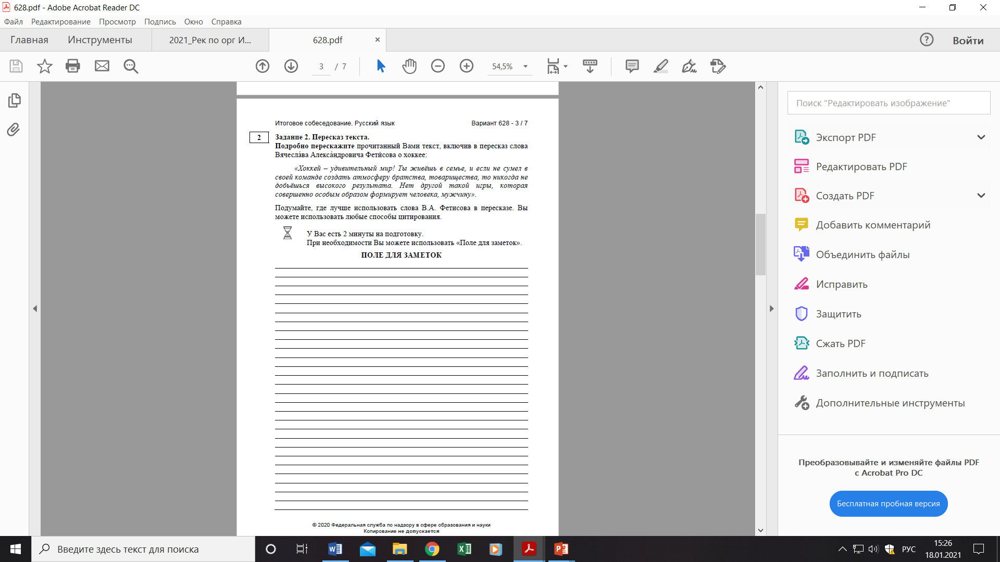 628.pdf - Adobe Acrobat Reader DC
Файл Редактирование Просмотр Подпись Окно Справка
Главная Инструменты 2021_Рек по орг И... 628.pdf × ? Войти
3 / 7 54,5%
Поиск "Редактировать изображение"
Экспорт PDF
Редактировать PDF
Создать PDF
Добавить комментарий
Объединить файлы
Исправить
Защитить
Сжать PDF
Заполнить и подписать
Дополнительные инструменты
Преобразовывайте и изменяйте файлы PDF
с Acrobat Pro DC
Бесплатная пробная версия
Итоговое собеседование. Русский язык Вариант 628 - 3 / 7
2 Задание 2. Пересказ текста.
Подробно перескажите прочитанный Вами текст, включив в пересказ слова
Вячесла́ва Алекса́ндровича Фети́сова о хоккее:
«Хоккей – удивительный мир! Ты живёшь в семье, и если не сумел в
своей команде создать атмосферу братства, товарищества, то никогда не
добьёшься высокого результата. Нет другой такой игры, которая
совершенно особым образом формирует человека, мужчину».
Подумайте, где лучше использовать слова В.А. Фетисова в пересказе. Вы
можете использовать любые способы цитирования.
У Вас есть 2 минуты на подготовку.
При необходимости Вы можете использовать «Поле для заметок».
ПОЛЕ ДЛЯ ЗАМЕТОК
© 2020 Федеральная служба по надзору в сфере образования и науки
Копирование не допускается
Введите здесь текст для поиска
РУС
15:26
18.01.2021